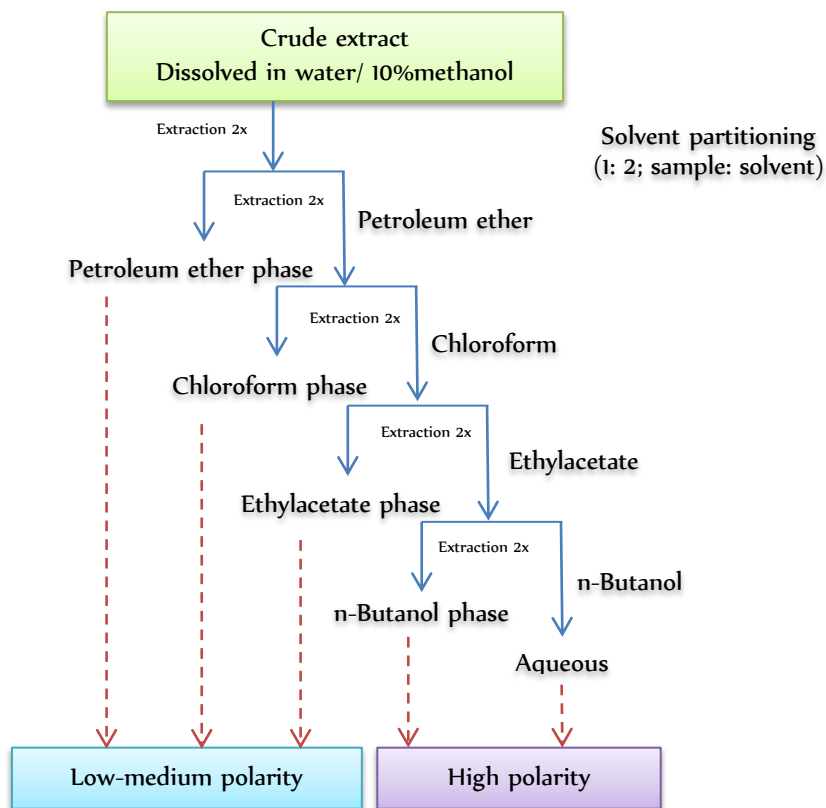 Crude extract
Dissolved in water/ 10%methanol
Extraction 2x
Solvent partitioning
(1: 2; sample: solvent)
Extraction 2x
Petroleum ether
Petroleum ether phase
Extraction 2x
Chloroform
Chloroform phase
Extraction 2x
Ethylacetate
Ethylacetate phase
Extraction 2x
n-Butanol
n-Butanol phase
Aqueous
Low-medium polarity
High polarity